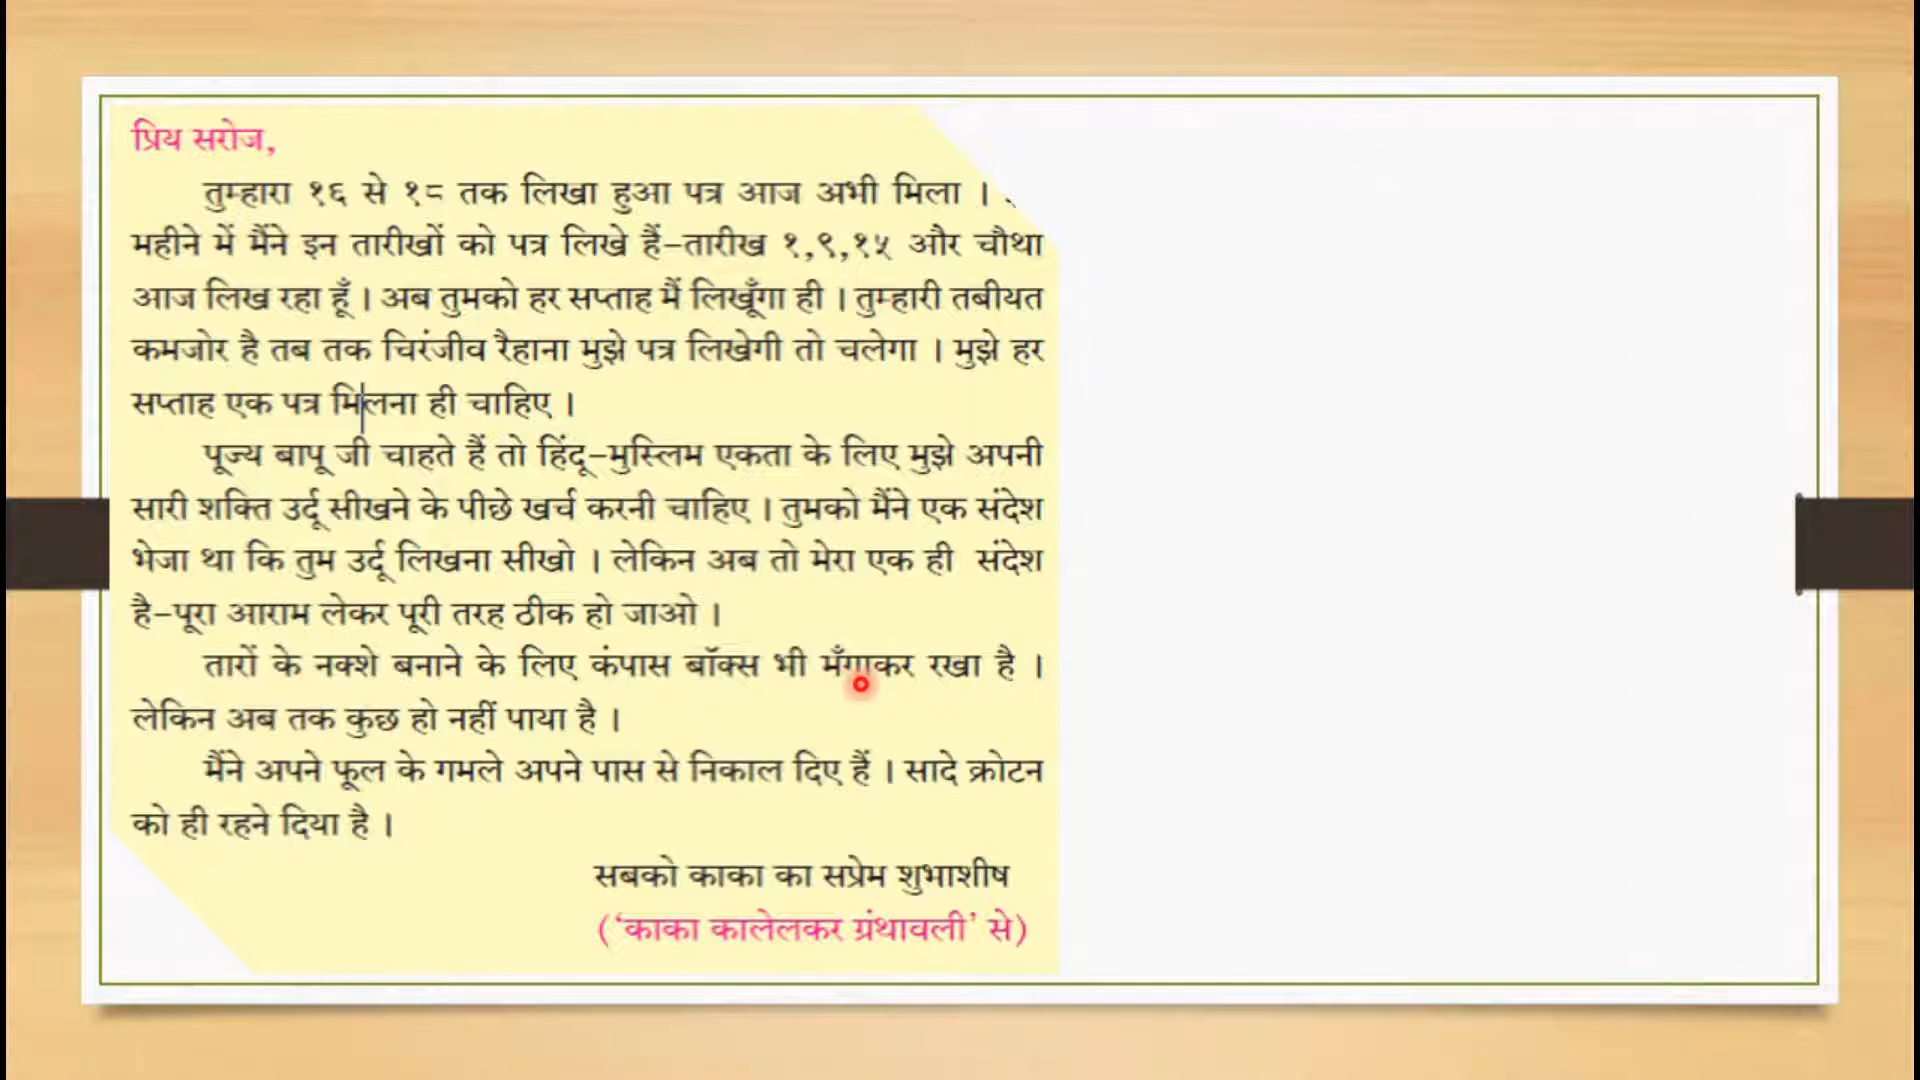 प्रिय सरोज,
तुम्हारा १६ से १८ तक लिखा हुआ पत्र आज अभी मिला ।
महीने में मैंने इन तारीखों को पत्र लिखे हैं-तारीख १,९,१५ और चौथा
आज लिख रहा हूँ । अब तुमको हर सप्ताह मैं लिखूँगा ही । तुम्हारी तबीयत
कमजोर है तब तक चिरंजीव रैहाना मुझे पत्र लिखेगी तो चलेगा । मुझे हर
सप्ताह एक पत्र मिलना ही चाहिए ।
पूज्य बापू जी चाहते हैं तो हिंदू-मुस्लिम एकता के लिए मुझे अपनी
सारी शक्ति उर्दू सीखने के पीछे खर्च करनी चाहिए । तुमको मैंने एक संदेश
भेजा था कि तुम उर्दू लिखना सीखो । लेकिन अब तो मेरा एक ही संदेश
है-पूरा आराम लेकर पूरी तरह ठीक हो जाओ ।
तारों के नक्शे बनाने के लिए कंपास बॉक्स भी मँगाकर रखा है ।
लेकिन अब तक कुछ हो नहीं पाया है ।
मैंने अपने फूल के गमले अपने पास से निकाल दिए हैं । सादे क्रोटन
को ही रहने दिया है ।
सबको काका का सप्रेम शुभाशीष
('काका कालेलकर ग्रंथावली' से)